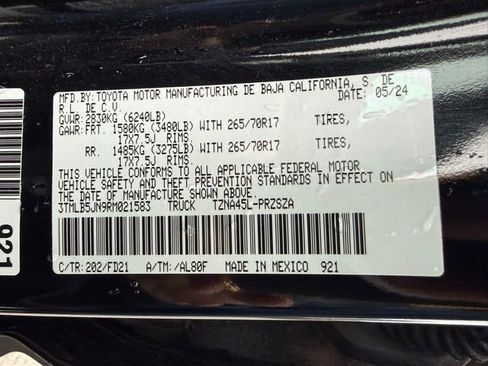 MFD.BY: TOYOTA MOTOR MANUFACTURING DE BAJA CALIFORNIA, S. DE
R.L. DE C.V. DATE: 05/24
GVWR: 2830KG (6240LB)
GAWR: FRT. 1580KG (3480LB) WITH 265/70R17 TIRES,
17X7.5J RIMS.
RR. 1485KG (3275LB) WITH 265/70R17 TIRES,
17X7.5J RIMS.
THIS VEHICLE CONFORMS TO ALL APPLICABLE FEDERAL MOTOR
VEHICLE SAFETY AND THEFT PREVENTION STANDARDS IN EFFECT
ON THE DATE OF MANUFACTURE SHOWN ABOVE.
3TMLB5JN9RM021583 TRUCK TZNA45L-PRZSZA
C/TR: 202/FD21 A/TM: /AL80F MADE IN MEXICO 921
921